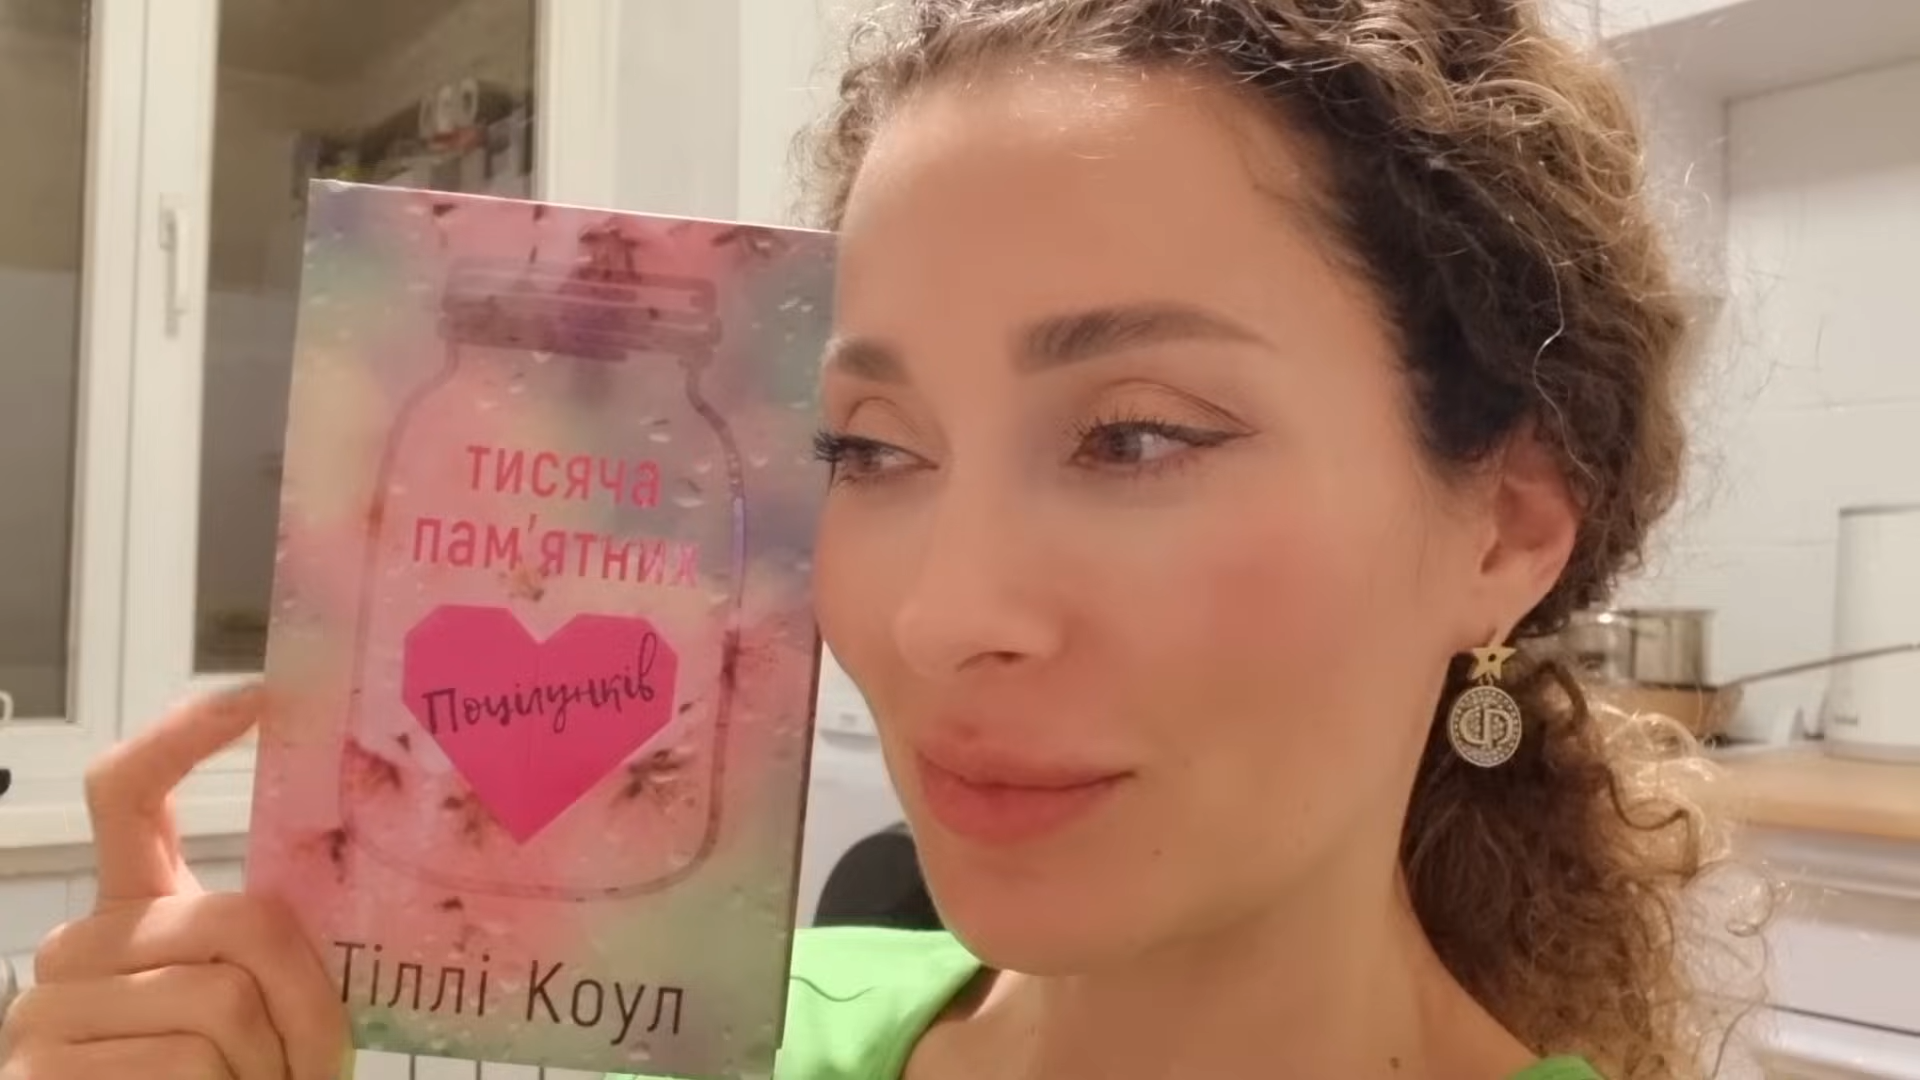 тисяча
пам'ятних
Поцілунків
Тіллі Коул